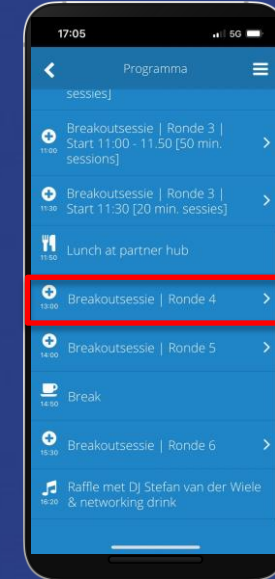 17:05
5G
Programma
sessies]
Breakoutsessie | Ronde 3 |
Start 11:00 - 11.50 [50 min.
sessions]
11:00
Breakoutsessie | Ronde 3 |
Start 11:30 [20 min. sessies]
11:30
Lunch at partner hub
11:50
Breakoutsessie | Ronde 4
13:00
Breakoutsessie | Ronde 5
14:00
Break
14:50
Breakoutsessie | Ronde 6
15:30
Raffle met DJ Stefan van der Wiele
& networking drink
16:20